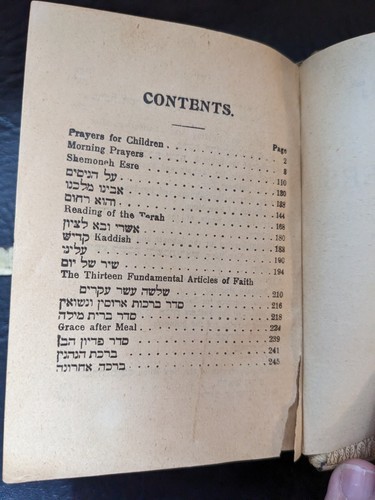 CONTENTS.
Page
Prayers for Children 3
Morning Prayers 8
Shemoneh Esre 110
על הניסים 120
אבינו מלכנו 128
והוא רחום 144
Reading of the Torah 168
אשרי ובא לציון 180
קדיש Kaddish
עלינו 190
שיר של יום 194
The Thirteen Fundamental Articles of Faith
שלשה עשר עקרים 210
סדר ברכות ארוסין ונשואין 216
סדר ברית מילה 218
Grace after Meal 224
סדר פדיון הבן 239
ברכת הנהנין 241
ברכה אחרונה 245